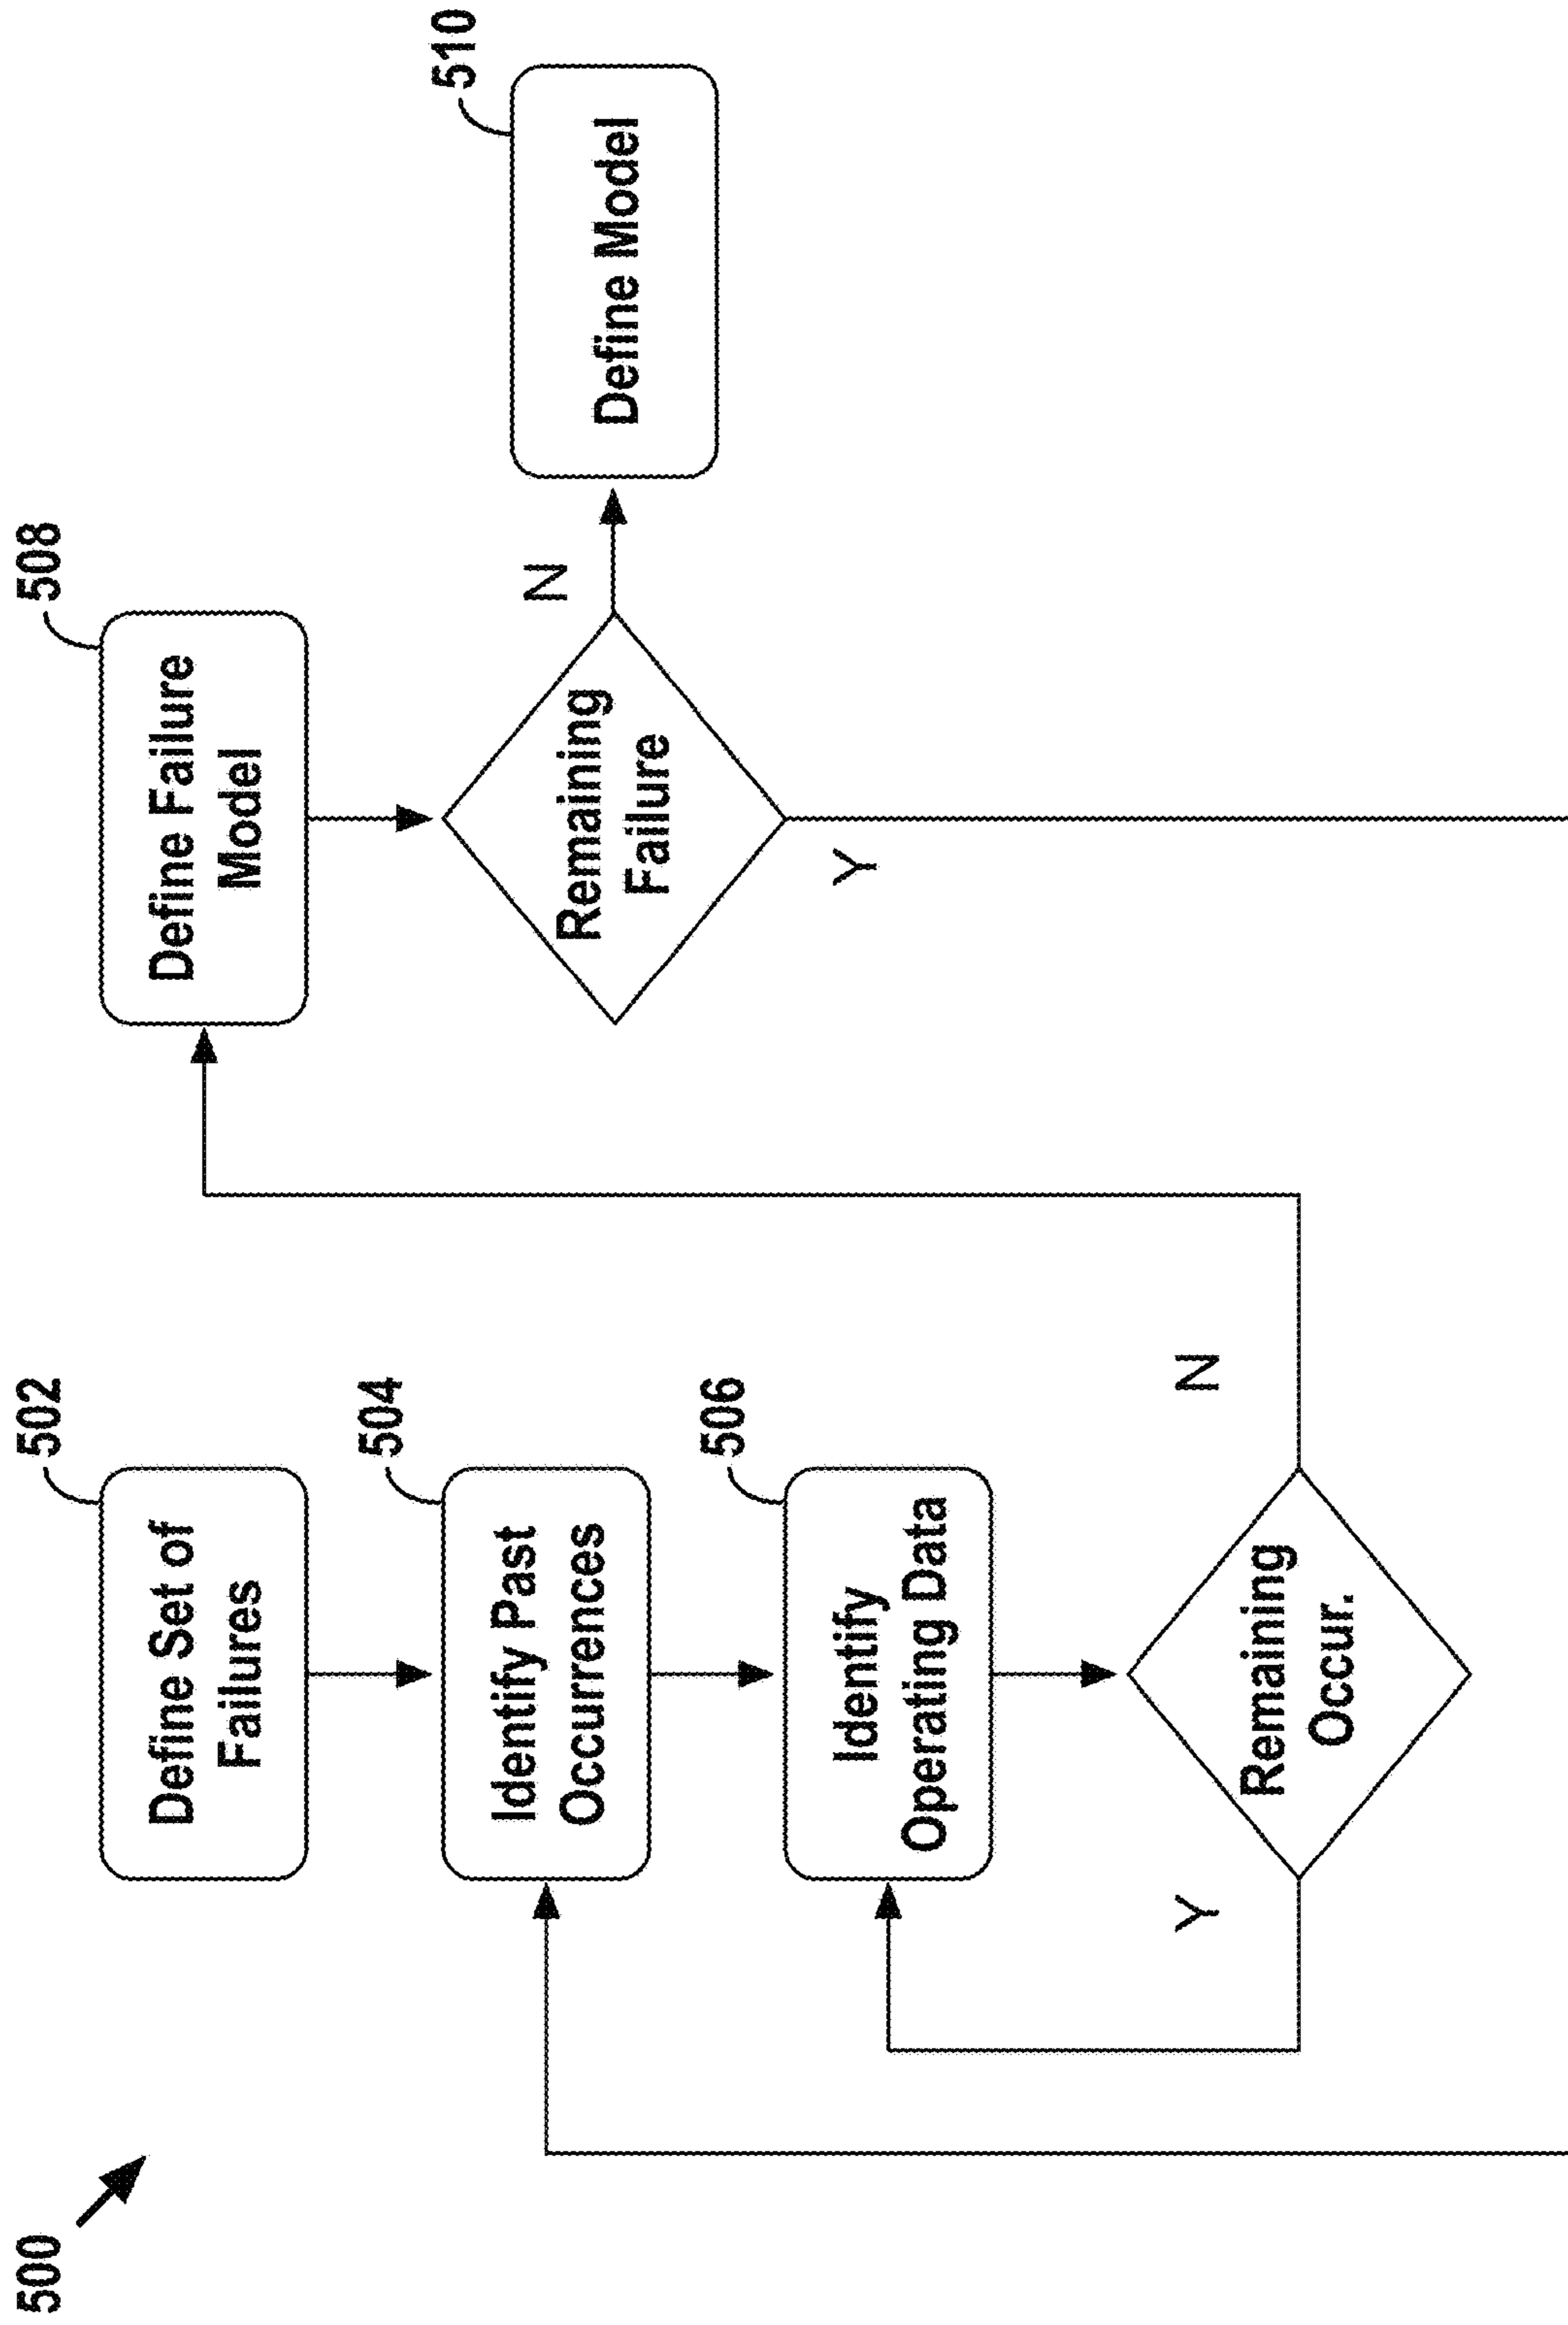 500
502
Define Set of
Failures
504
Identify Past
Occurrences
506
Identify
Operating Data
Remaining
Occur.
Y
N
508
Define Failure
Model
Remaining
Failure
Y
N
510
Define Model